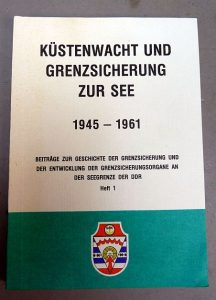 KÜSTENWACHT UND
GRENZSICHERUNG
ZUR SEE
1945 – 1961
BEITRÄGE ZUR GESCHICHTE DER GRENZSICHERUNG UND
DER ENTWICKLUNG DER GRENZSICHERUNGSORGANE AN
DER SEEGRENZE DER DDR
Heft 1